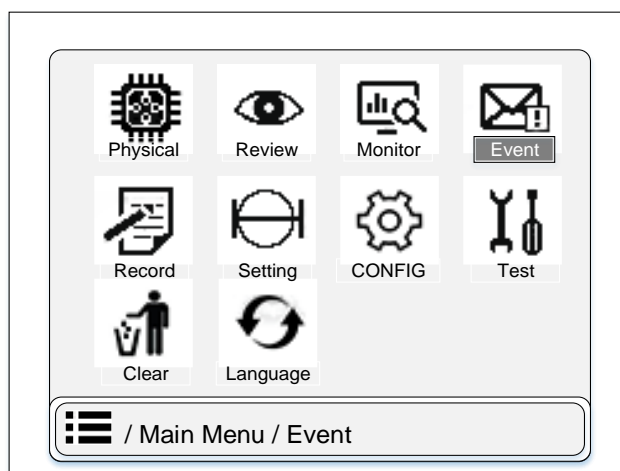 Physical Review Monitor Event
Record Setting CONFIG Test
Clear Language
/ Main Menu / Event